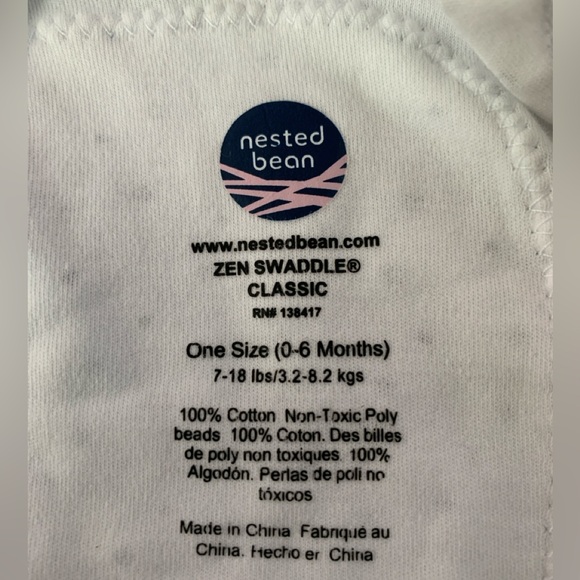 nested
bean
www.nestedbean.com
ZEN SWADDLE®
CLASSIC
RN# 138417
One Size (0-6 Months)
7-18 lbs/3.2-8.2 kgs
100% Cotton Non-Toxic Poly
beads 100% Coton. Des billes
de poly non toxiques 100%
Algodón. Perlas de poli no
tóxicos
Made in China Fabriqué au
China. Hecho er China